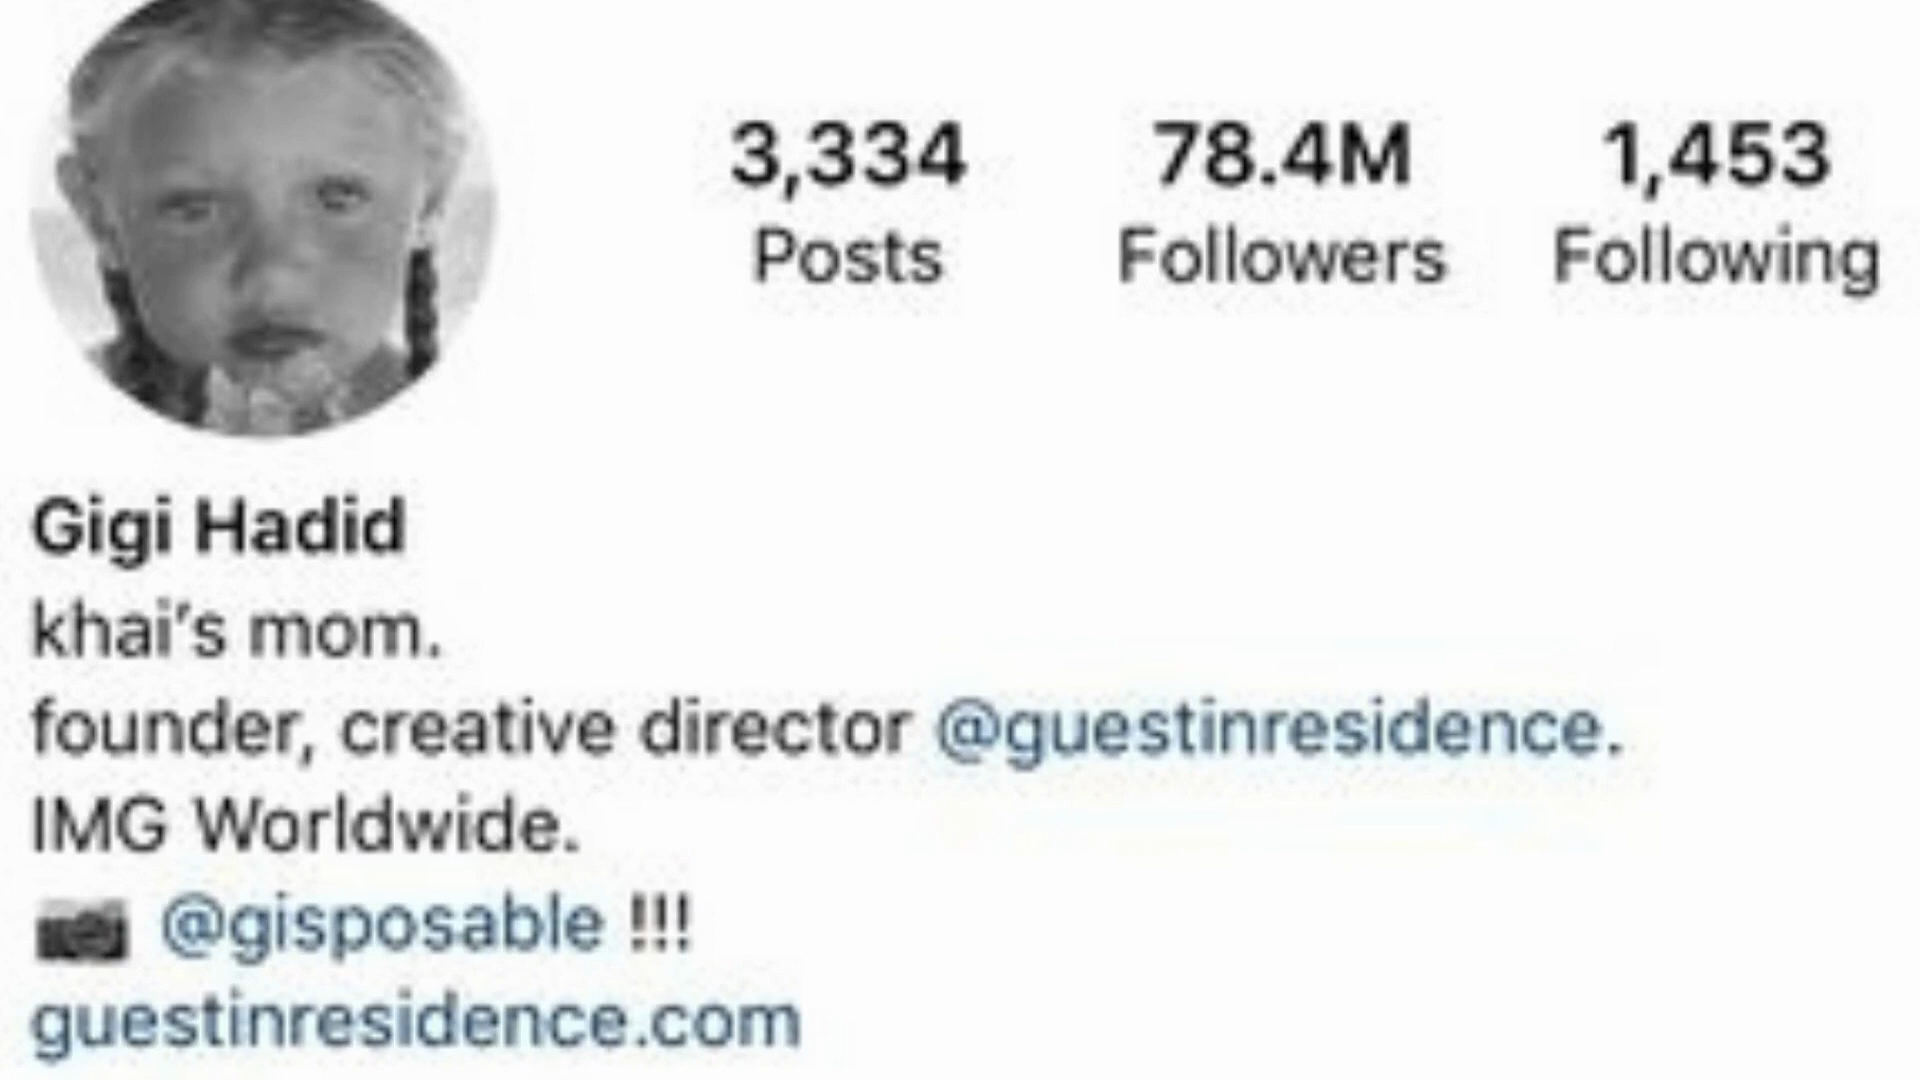 3,334 78.4M 1,453
Posts Followers Following
Gigi Hadid
khai's mom.
founder, creative director @guestinresidence.
IMG Worldwide.
📷 @gisposable !!!
guestinresidence.com